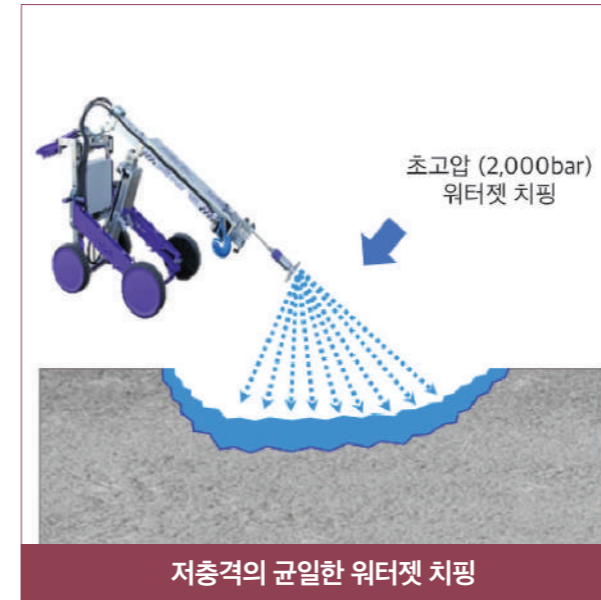 초고압 (2,000bar)
워터젯 치핑
저충격의 균일한 워터젯 치핑